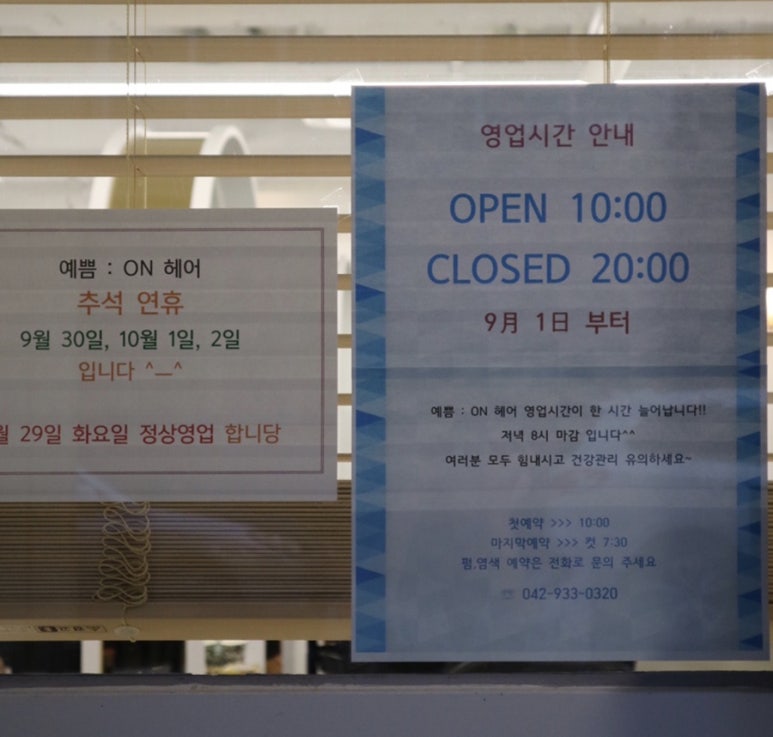 예쁨 : ON 헤어
추석 연휴
9월 30일, 10월 1일, 2일
입니다 ^ㅡ^
월 29일 화요일 정상영업 합니당
영업시간 안내
OPEN 10:00
CLOSED 20:00
9月 1日 부터
예쁨 : ON 헤어 영업시간이 한 시간 늘어납니다!!
저녁 8시 마감 입니다^^
여러분 모두 힘내시고 건강관리 유의하세요~
첫예약 >>> 10:00
마지막예약 >>> 컷 7:30
펌,염색 예약은 전화로 문의 주세요
☎ 042-933-0320